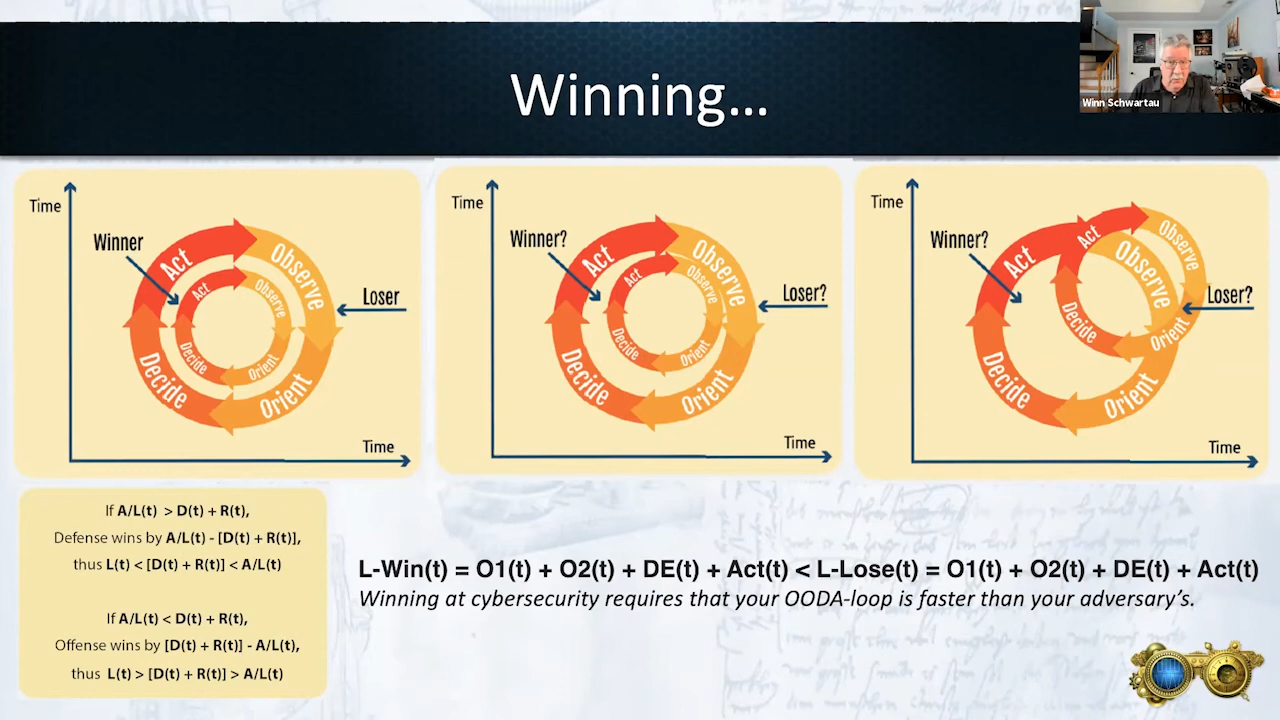 Winning...
Winn Schwartau
Time
Winner
Act
Observe
Act
Observe
Loser
Decide
Orient
Decide
Orient
Time
Time
Winner?
Act
Observe
Act
Observe
Loser?
Decide
Orient
Decide
Orient
Time
Time
Winner?
Act
Act
Observe
Observe
Loser?
Decide
Orient
Decide
Orient
Time
If A/L(t) > D(t) + R(t),
Defense wins by A/L(t) - [D(t) + R(t)],
thus L(t) < [D(t) + R(t)] < A/L(t)
If A/L(t) < D(t) + R(t),
Offense wins by [D(t) + R(t)] - A/L(t),
thus L(t) > [D(t) + R(t)] > A/L(t)
L-Win(t) = O1(t) + O2(t) + DE(t) + Act(t) < L-Lose(t) = O1(t) + O2(t) + DE(t) + Act(t)
Winning at cybersecurity requires that your OODA-loop is faster than your adversary's.